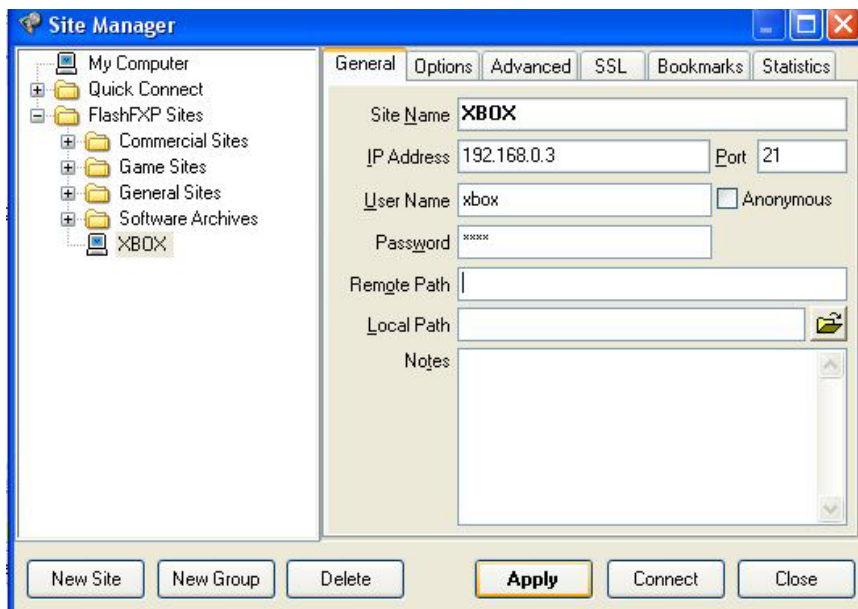 Site Manager
My Computer
Quick Connect
FlashFXP Sites
Commercial Sites
Game Sites
General Sites
Software Archives
XBOX
General Options Advanced SSL Bookmarks Statistics
Site Name XBOX
IP Address 192.168.0.3 Port 21
User Name xbox Anonymous
Password ****
Remote Path
Local Path
Notes
New Site New Group Delete Apply Connect Close